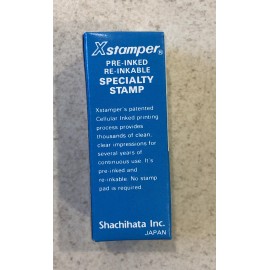 Xstamper®
PRE-INKED
RE-INKABLE
SPECIALTY
STAMP
Xstamper's patented
Cellular Inked printing
process provides
thousands of clean,
clear impressions for
several years of
continuous use. It's
pre-inked and
re-inkable. No stamp
pad is required.
Shachihata Inc.
JAPAN